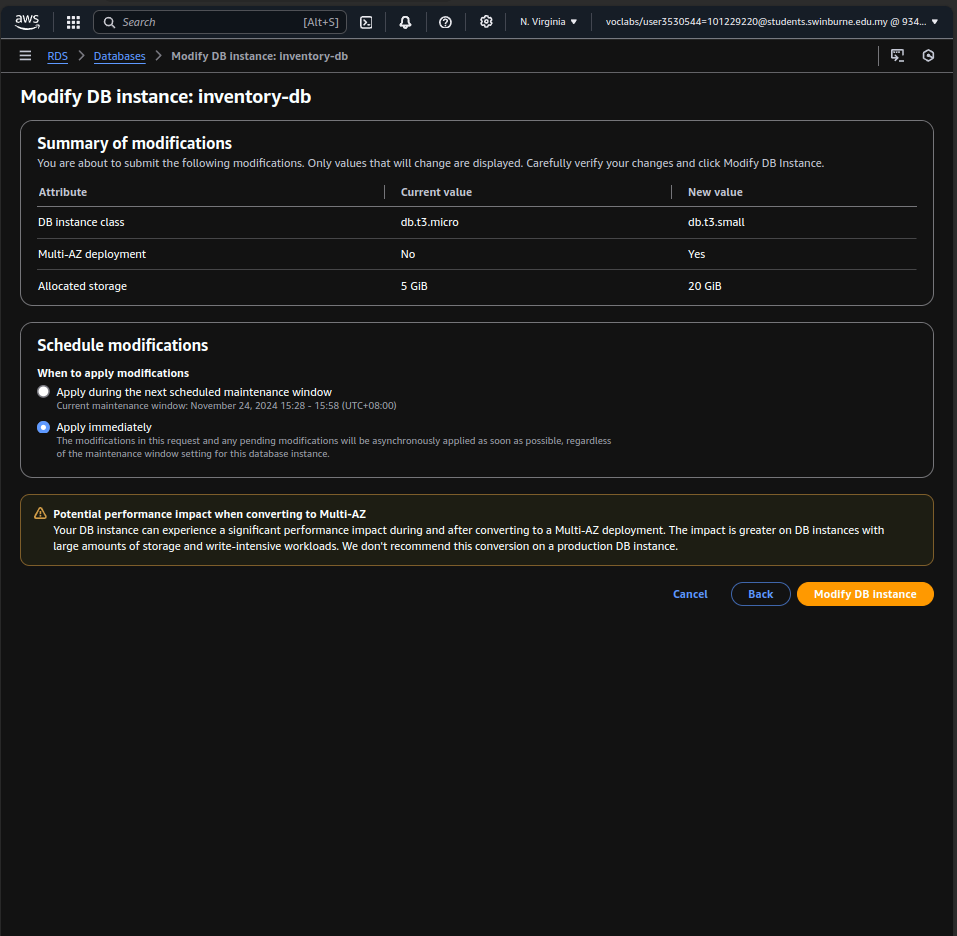 aws
Search [Alt+S] N. Virginia voclabs/user3530544=101229220@students.swinburne.edu.my @ 934...
RDS Databases Modify DB instance: inventory-db
Modify DB instance: inventory-db
Summary of modifications
You are about to submit the following modifications. Only values that will change are displayed. Carefully verify your changes and click Modify DB Instance.
Attribute Current value New value
DB instance class db.t3.micro db.t3.small
Multi-AZ deployment No Yes
Allocated storage 5 GiB 20 GiB
Schedule modifications
When to apply modifications
Apply during the next scheduled maintenance window
Current maintenance window: November 24, 2024 15:28 - 15:58 (UTC+08:00)
Apply immediately
The modifications in this request and any pending modifications will be asynchronously applied as soon as possible, regardless
of the maintenance window setting for this database instance.
Potential performance impact when converting to Multi-AZ
Your DB instance can experience a significant performance impact during and after converting to a Multi-AZ deployment. The impact is greater on DB instances with
large amounts of storage and write-intensive workloads. We don't recommend this conversion on a production DB instance.
Cancel Back Modify DB instance